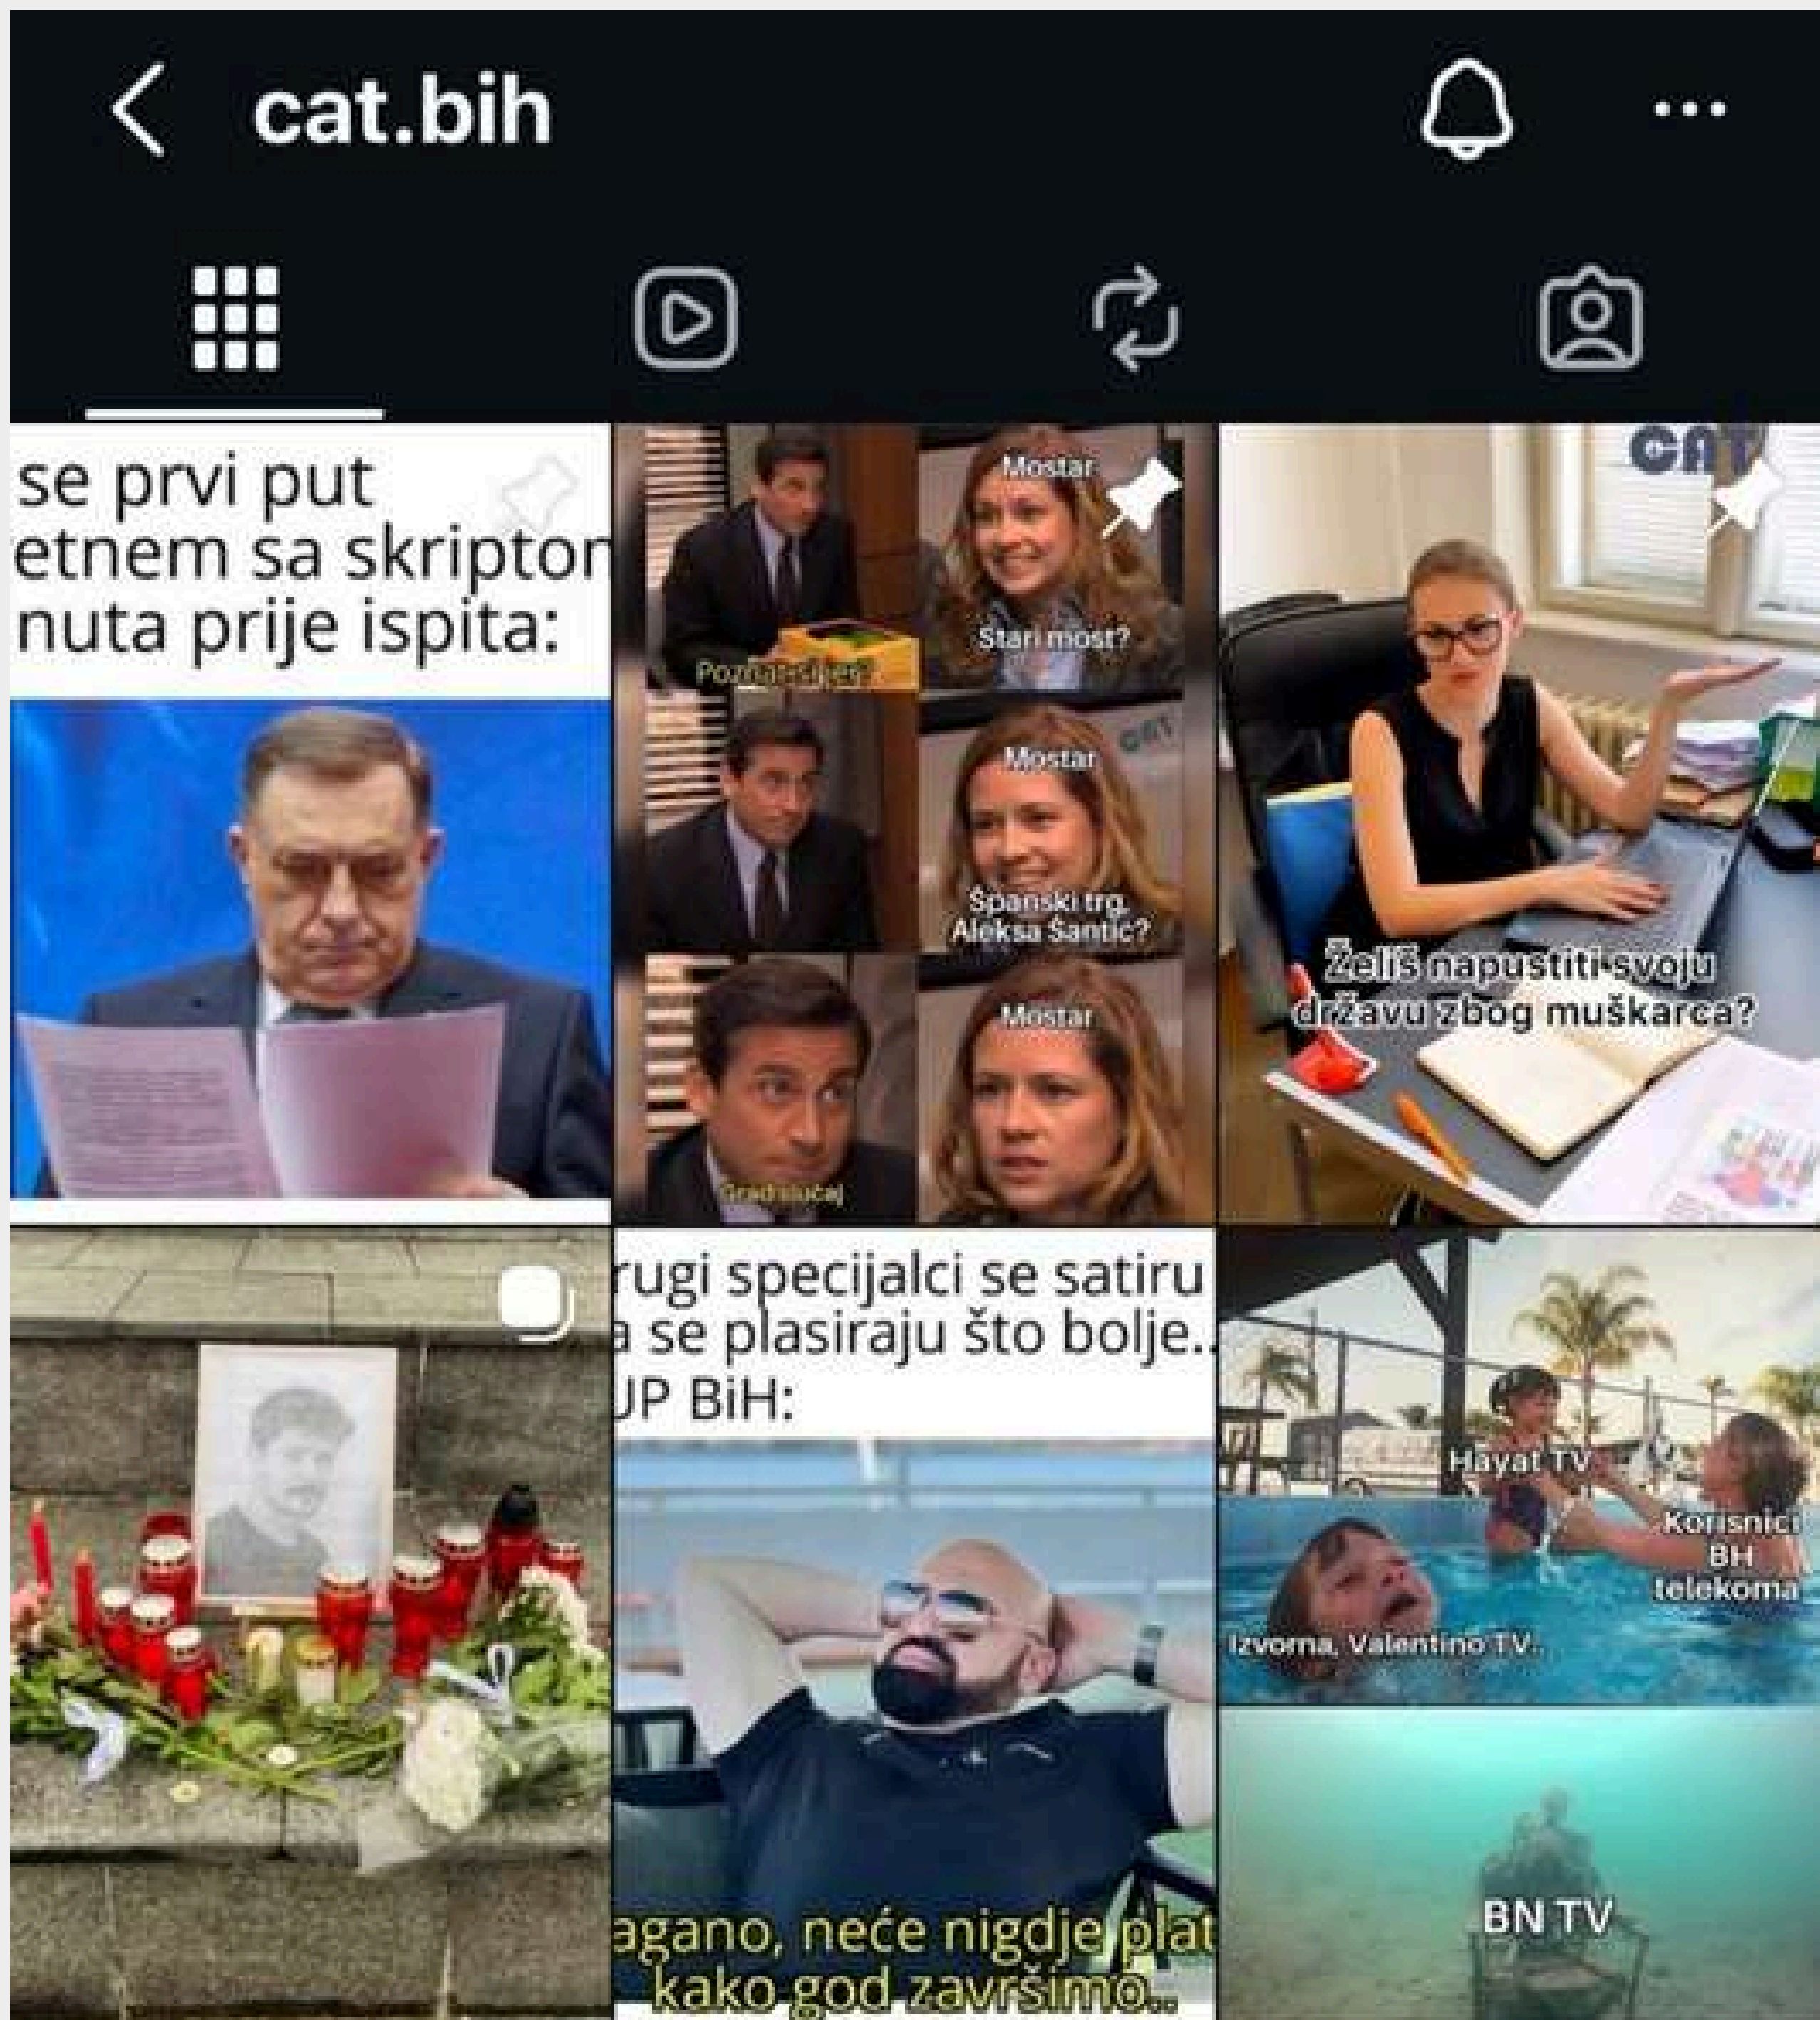 cat.bih
se prvi put
etnem sa skripton
nuta prije ispita:
Mostar
Stari most?
Mostar
CAT
Španski trg,
Aleksa Šantić?
Mostar
Grad slučaj
CAT
Želiš napustiti svoju
državu zbog muškarca?
rugi specijalci se satiru
a se plasiraju što bolje..
UP BiH:
agano, neće nigdje plat
kako god završimo..
Hayat TV
Korisnici
BH
telekoma
Izvorna, Valentino TV..
BN TV